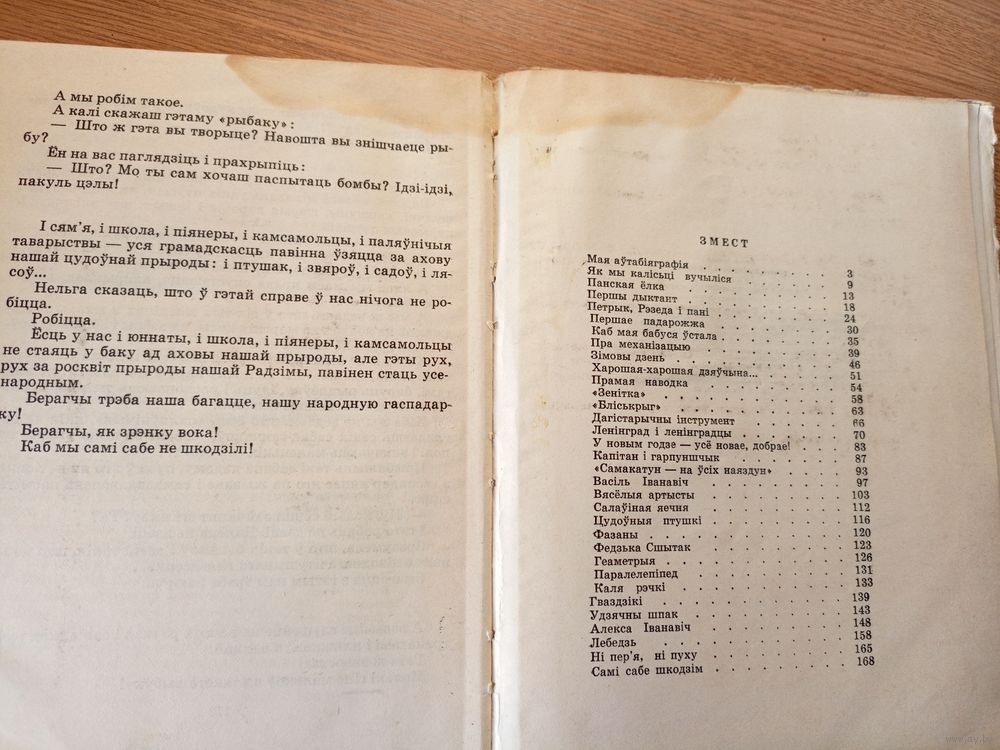 А мы робім такое.
А калі скажаш гэтаму «рыбаку»:
— Што ж гэта вы творыце? Навошта вы знішчаеце ры-
бу?
Ён на вас паглядзіць і прахрыпіць:
— Што? Мо ты сам хочаш паспытаць бомбы? Ідзі-ідзі,
пакуль цэлы!
І сям'я, і школа, і піянеры, і камсамольцы, і паляўнічыя
таварыствы — уся грамадскасць павінна ўзяцца за ахову
нашай цудоўнай прыроды: і птушак, і звяроў, і садоў, і ля-
соў...
Нельга сказаць, што ў гэтай справе ў нас нічога не ро-
біцца.
Робіцца.
Ёсць у нас і юннаты, і школа, і піянеры, і камсамольцы
не стаяць у баку ад аховы нашай прыроды, але гэты рух,
рух за росквіт прыроды нашай Радзімы, павінен стаць усе-
народным.
Берагчы трэба наша багацце, нашу народную гаспадар-
ку!
Берагчы, як зрэнку вока!
Каб мы самі сабе не шкодзілі!
ЗМЕСТ
Мая аўтабіяграфія . . . . . . . . 3
Як мы калісьці вучыліся . . . . . . 9
Панская ёлка . . . . . . . . . 13
Першы дыктант . . . . . . . . 18
Петрык, Рэзеда і пані . . . . . . . 24
Першае падарожжа . . . . . . . 30
Каб мая бабуся ўстала . . . . . . . 35
Пра механізацыю . . . . . . . . 39
Зімовы дзень . . . . . . . . . 46
Харошая-харошая дзяўчына... . . . . . 51
Прамая наводка . . . . . . . . 54
«Зенітка» . . . . . . . . . . 58
«Бліскрыг» . . . . . . . . . . 63
Дагістарычны інструмент . . . . . . 66
Ленінград і ленінградцы . . . . . . 70
У новым годзе — усё новае, добрае! . . . 83
Капітан і гарпуншчык . . . . . . . 87
«Самакатун — на ўсіх наяздун» . . . . 93
Васіль Іванавіч . . . . . . . . 97
Вясёлыя артысты . . . . . . . . 103
Салаўіная яечня . . . . . . . . 112
Цудоўныя птушкі . . . . . . . . 116
Фазаны . . . . . . . . . . . 120
Федзька Сшытак . . . . . . . . 123
Геаметрыя . . . . . . . . . . 126
Паралелепіпед . . . . . . . . 131
Каля рэчкі . . . . . . . . . 133
Гваздзікі . . . . . . . . . . 139
Удзячны шпак . . . . . . . . . 143
Алекса Іванавіч . . . . . . . . 148
Лебедзь . . . . . . . . . . 158
Ні пер'я, ні пуху . . . . . . . . 165
Самі сабе шкодзім . . . . . . . . 168